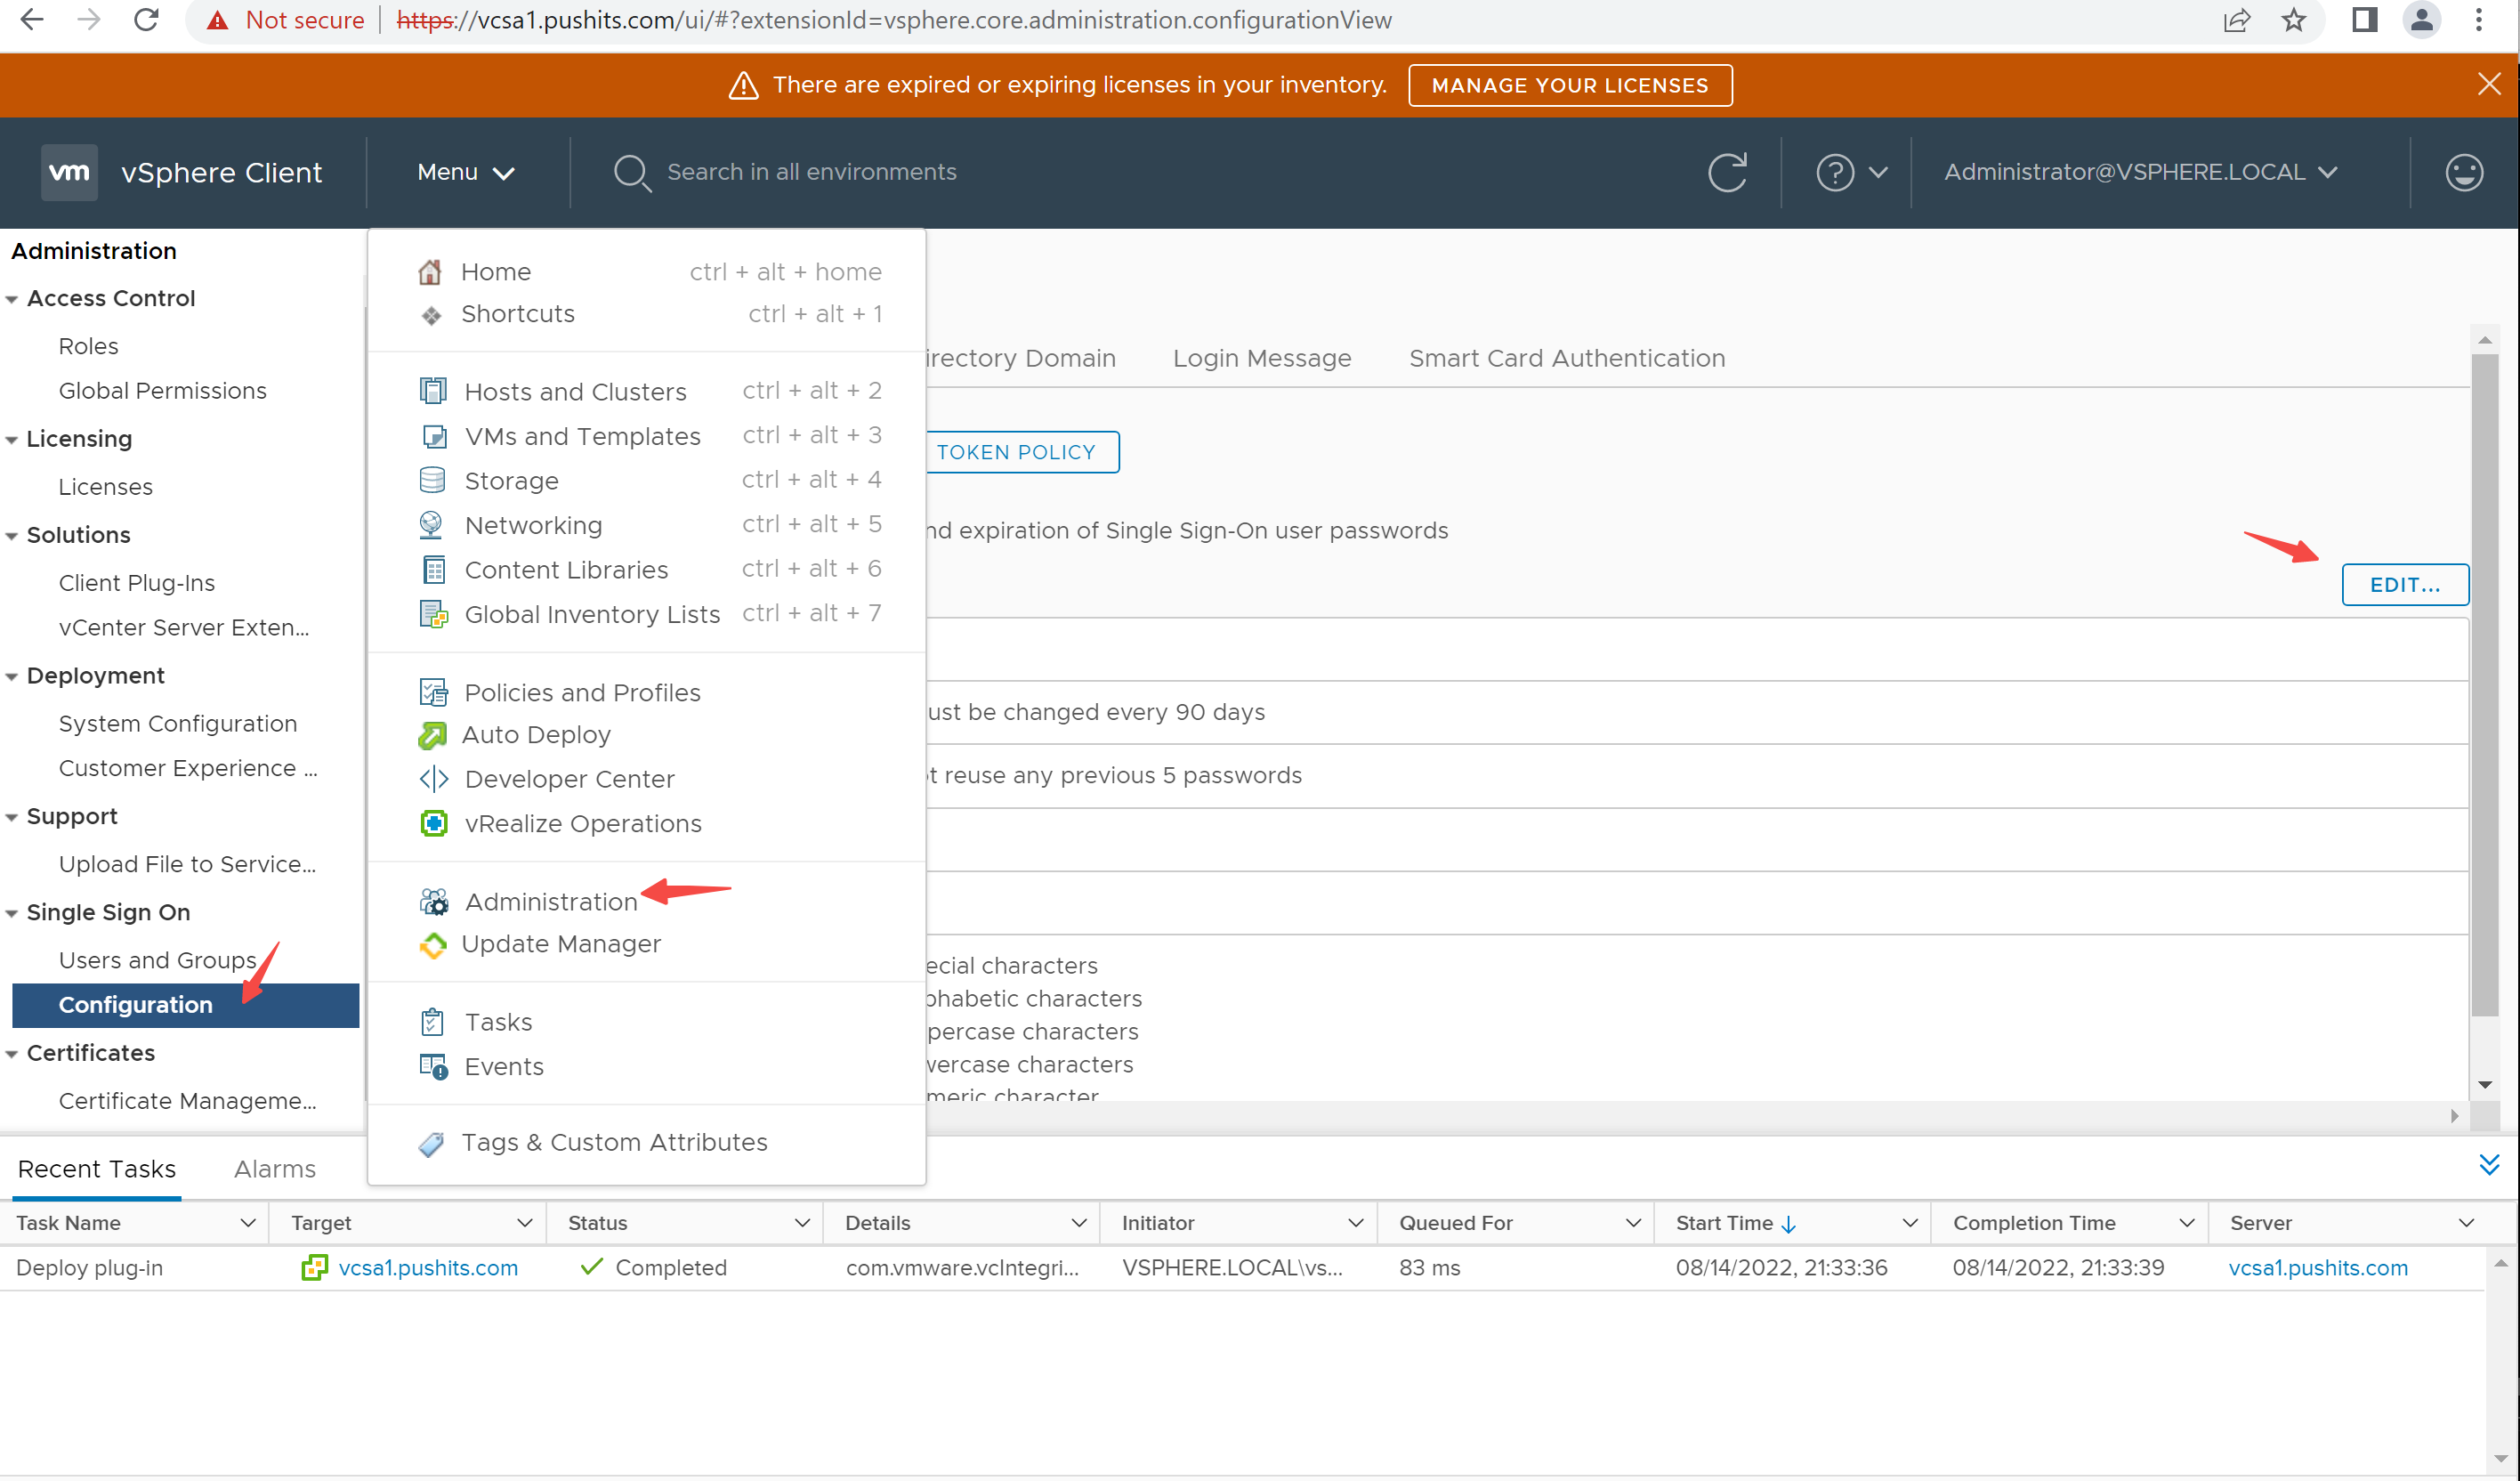 Not secure | https://vcsa1.pushits.com/ui/#?extensionId=vsphere.core.administration.configurationView
There are expired or expiring licenses in your inventory. MANAGE YOUR LICENSES
vm vSphere Client Menu Search in all environments Administrator@VSPHERE.LOCAL
Administration
Access Control
Roles
Global Permissions
Licensing
Licenses
Solutions
Client Plug-Ins
vCenter Server Exten...
Deployment
System Configuration
Customer Experience ...
Support
Upload File to Service...
Single Sign On
Users and Groups
Configuration
Certificates
Certificate Manageme...
Home ctrl + alt + home
Shortcuts ctrl + alt + 1
Hosts and Clusters ctrl + alt + 2
VMs and Templates ctrl + alt + 3
Storage ctrl + alt + 4
Networking ctrl + alt + 5
Content Libraries ctrl + alt + 6
Global Inventory Lists ctrl + alt + 7
Policies and Profiles
Auto Deploy
Developer Center
vRealize Operations
Administration
Update Manager
Tasks
Events
Tags & Custom Attributes
irectory Domain Login Message Smart Card Authentication
TOKEN POLICY
nd expiration of Single Sign-On user passwords
EDIT...
ust be changed every 90 days
t reuse any previous 5 passwords
ecial characters
phabetic characters
percase characters
wercase characters
meric character
Recent Tasks Alarms
Task Name Target Status Details Initiator Queued For Start Time Completion Time Server
Deploy plug-in vcsa1.pushits.com Completed com.vmware.vcIntegri... VSPHERE.LOCAL\vs... 83 ms 08/14/2022, 21:33:36 08/14/2022, 21:33:39 vcsa1.pushits.com